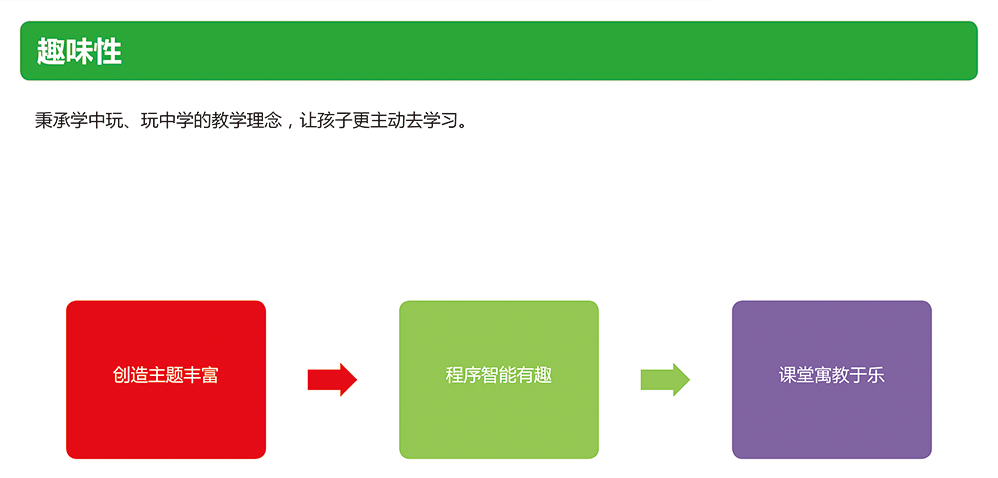 趣味性
秉承学中玩、玩中学的教学理念，让孩子更主动去学习。
创造主题丰富
程序智能有趣
课堂寓教于乐